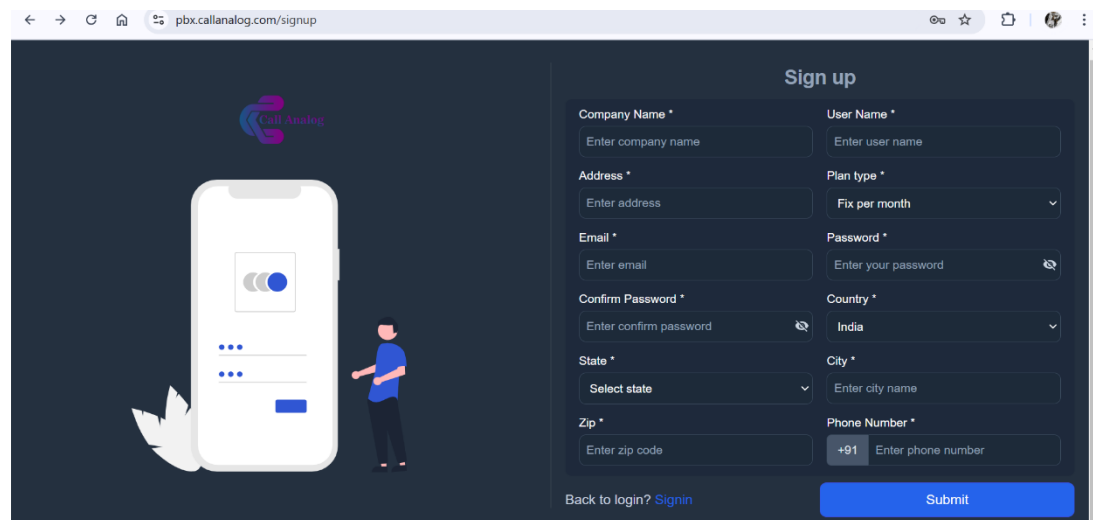 pbx.callanalog.com/signup
Call Analog
Sign up
Company Name *
User Name *
Enter company name
Enter user name
Address *
Plan type *
Enter address
Fix per month
Email *
Password *
Enter email
Enter your password
Confirm Password *
Country *
Enter confirm password
India
State *
City *
Select state
Enter city name
Zip *
Phone Number *
Enter zip code
+91 Enter phone number
Back to login? Signin
Submit